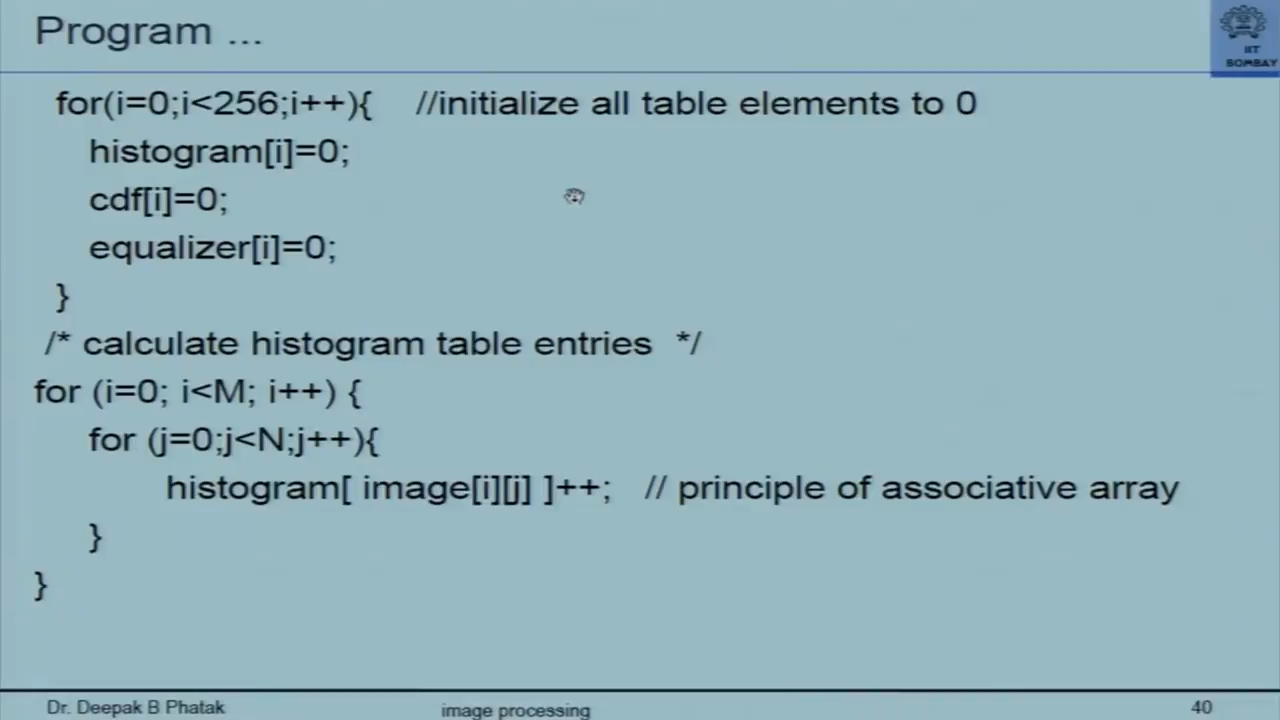 Program ...
IIT
BOMBAY
for(i=0;i<256;i++){ //initialize all table elements to 0
histogram[i]=0;
cdf[i]=0;
equalizer[i]=0;
}
/* calculate histogram table entries */
for (i=0; i<M; i++) {
for (j=0;j<N;j++){
histogram[ image[i][j] ]++; // principle of associative array
}
}
Dr. Deepak B Phatak image processing 40